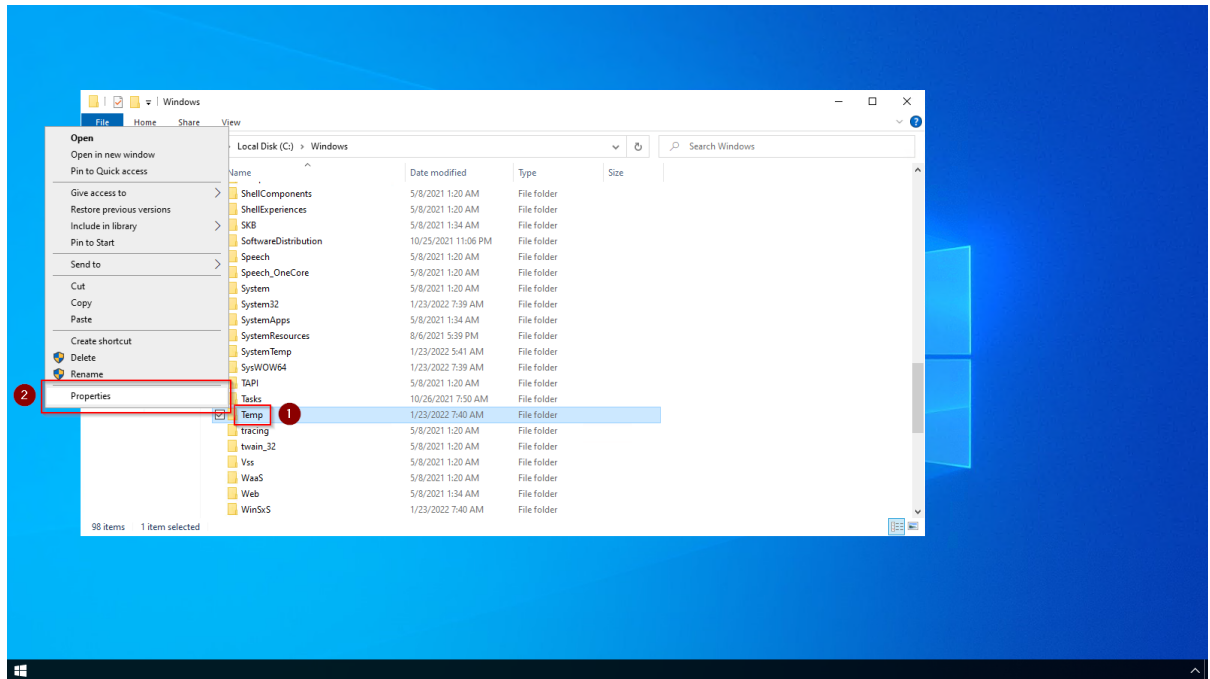 Windows
File Home Share View
Local Disk (C:) > Windows
Search Windows
Open
Open in new window
Pin to Quick access
Give access to
Restore previous versions
Include in library
Pin to Start
Send to
Cut
Copy
Paste
Create shortcut
Delete
Rename
2
Properties
Name Date modified Type Size
ShellComponents 5/8/2021 1:20 AM File folder
ShellExperiences 5/8/2021 1:20 AM File folder
SKB 5/8/2021 1:34 AM File folder
SoftwareDistribution 10/25/2021 11:06 PM File folder
Speech 5/8/2021 1:20 AM File folder
Speech_OneCore 5/8/2021 1:20 AM File folder
System 5/8/2021 1:20 AM File folder
System32 1/23/2022 7:39 AM File folder
SystemApps 5/8/2021 1:34 AM File folder
SystemResources 8/6/2021 5:39 PM File folder
SystemTemp 1/23/2022 5:41 AM File folder
SysWOW64 1/23/2022 7:39 AM File folder
TAPI 5/8/2021 1:20 AM File folder
Tasks 10/26/2021 7:50 AM File folder
Temp 1 1/23/2022 7:40 AM File folder
tracing 5/8/2021 1:20 AM File folder
twain_32 5/8/2021 1:20 AM File folder
Vss 5/8/2021 1:20 AM File folder
WaaS 5/8/2021 1:20 AM File folder
Web 5/8/2021 1:34 AM File folder
WinSxS 1/23/2022 7:40 AM File folder
98 items 1 item selected